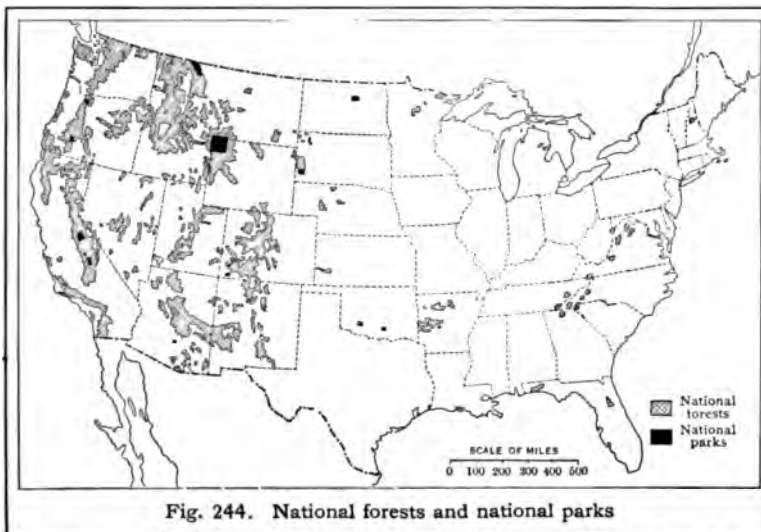 National
forests
National
parks
SCALE OF MILES
0 100 200 300 400 500
Fig. 244. National forests and national parks